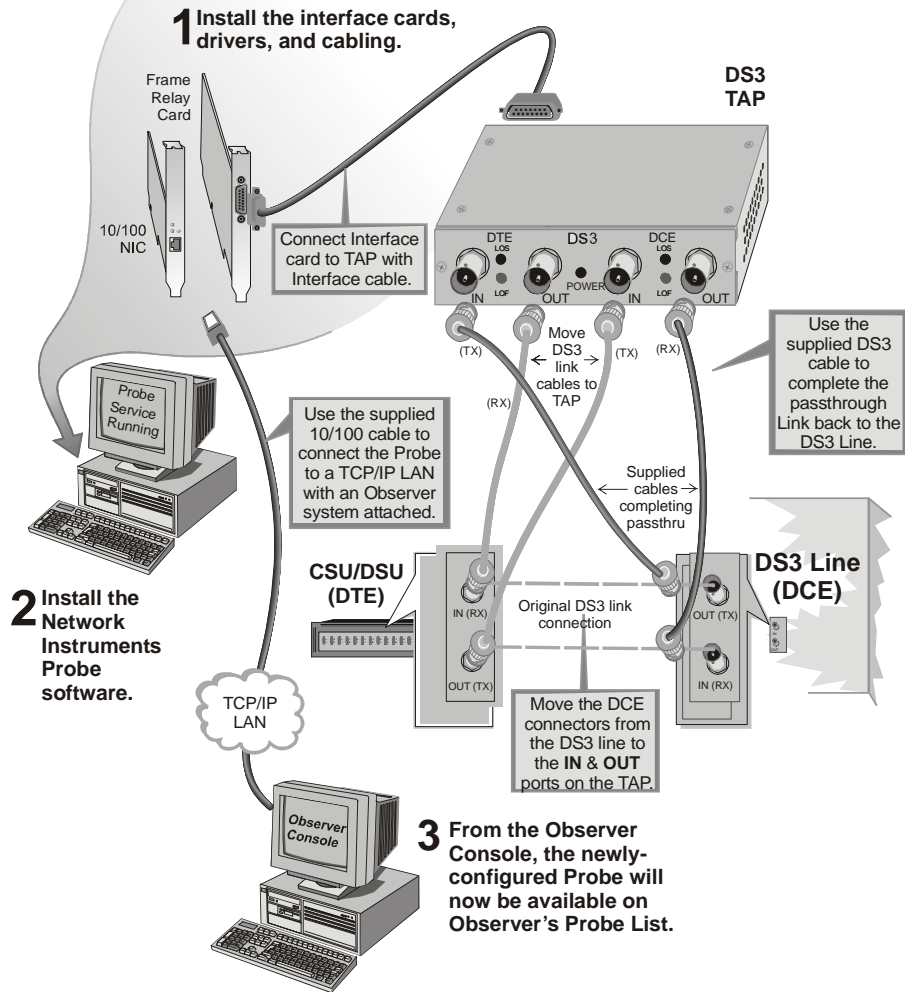 1 Install the interface cards,
drivers, and cabling.
Frame
Relay
Card
10/100
NIC
Connect Interface
card to TAP with
Interface cable.
DS3
TAP
DTE
LOS
LOF
IN
OUT
DS3
POWER
DCE
LOS
LOF
IN
OUT
(TX)
(RX)
Move
DS3
link
cables to
TAP
(TX)
(RX)
Use the
supplied DS3
cable to
complete the
passthrough
Link back to the
DS3 Line.
Probe
Service
Running
Use the supplied
10/100 cable to
connect the Probe
to a TCP/IP LAN
with an Observer
system attached.
Supplied
cables
completing
passthru
2 Install the
Network
Instruments
Probe
software.
CSU/DSU
(DTE)
IN (RX)
OUT (TX)
Original DS3 link
connection
DS3 Line
(DCE)
OUT (TX)
IN (RX)
Move the DCE
connectors from
the DS3 line to
the IN & OUT
ports on the TAP.
TCP/IP
LAN
Observer
Console
3 From the Observer
Console, the newly-
configured Probe will
now be available on
Observer's Probe List.